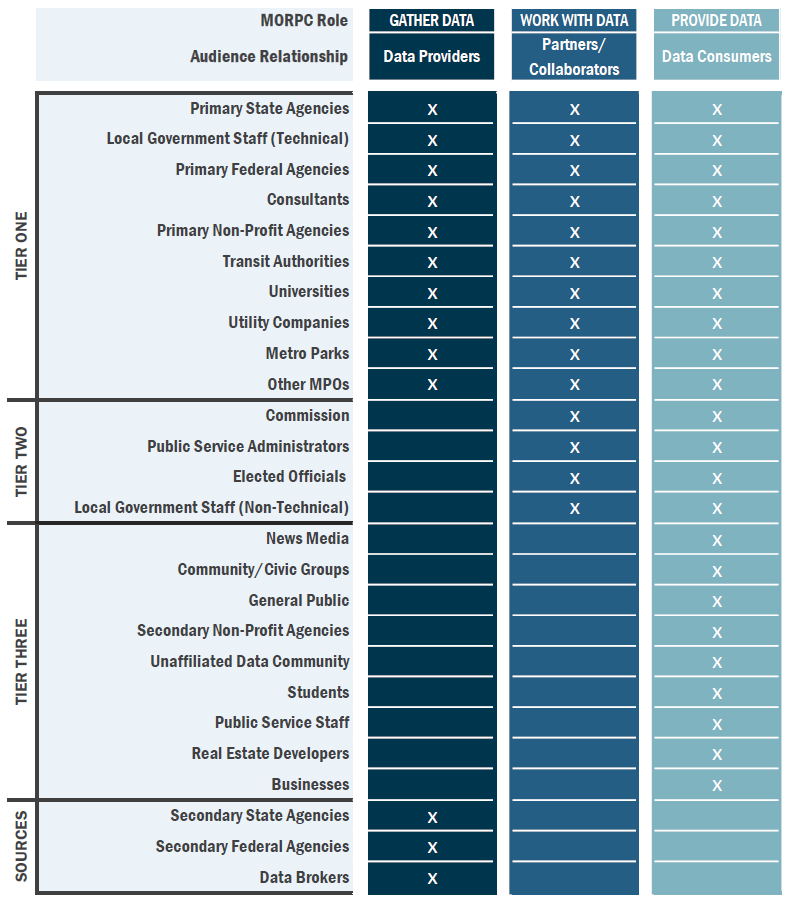 MORPC Role GATHER DATA WORK WITH DATA PROVIDE DATA
Audience Relationship Data Providers Partners/ Data Consumers
Collaborators
TIER ONE
Primary State Agencies X X X
Local Government Staff (Technical) X X X
Primary Federal Agencies X X X
Consultants X X X
Primary Non-Profit Agencies X X X
Transit Authorities X X X
Universities X X X
Utility Companies X X X
Metro Parks X X X
Other MPOs X X X
TIER TWO
Commission X X
Public Service Administrators X X
Elected Officials X X
Local Government Staff (Non-Technical) X X
TIER THREE
News Media X
Community/Civic Groups X
General Public X
Secondary Non-Profit Agencies X
Unaffiliated Data Community X
Students X
Public Service Staff X
Real Estate Developers X
Businesses X
SOURCES
Secondary State Agencies X
Secondary Federal Agencies X
Data Brokers X